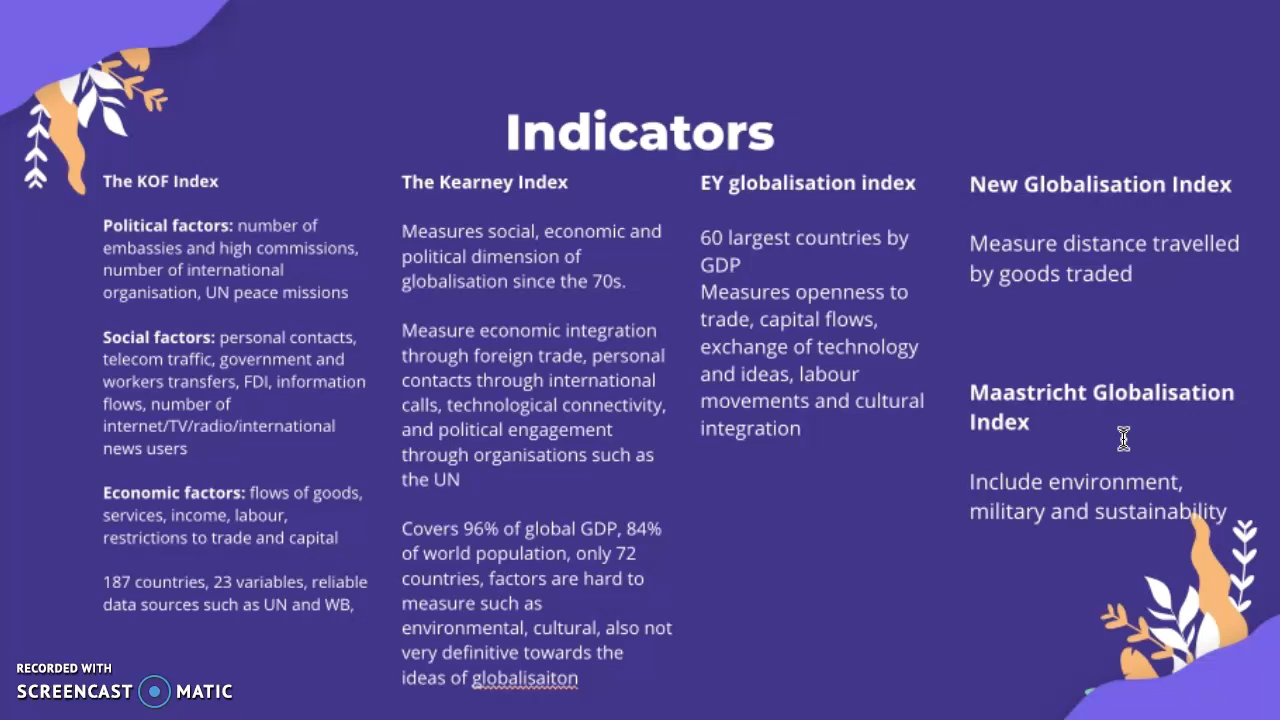 Indicators
The KOF Index
Political factors: number of
embassies and high commissions,
number of international
organisation, UN peace missions
Social factors: personal contacts,
telecom traffic, government and
workers transfers, FDI, information
flows, number of
internet/TV/radio/international
news users
Economic factors: flows of goods,
services, income, labour,
restrictions to trade and capital
187 countries, 23 variables, reliable
data sources such as UN and WB,
The Kearney Index
Measures social, economic and
political dimension of
globalisation since the 70s.
Measure economic integration
through foreign trade, personal
contacts through international
calls, technological connectivity,
and political engagement
through organisations such as
the UN
Covers 96% of global GDP, 84%
of world population, only 72
countries, factors are hard to
measure such as
environmental, cultural, also not
very definitive towards the
ideas of globalisaiton
EY globalisation index
60 largest countries by
GDP
Measures openness to
trade, capital flows,
exchange of technology
and ideas, labour
movements and cultural
integration
New Globalisation Index
Measure distance travelled
by goods traded
Maastricht Globalisation
Index
Include environment,
military and sustainability
RECORDED WITH
SCREENCAST MATIC